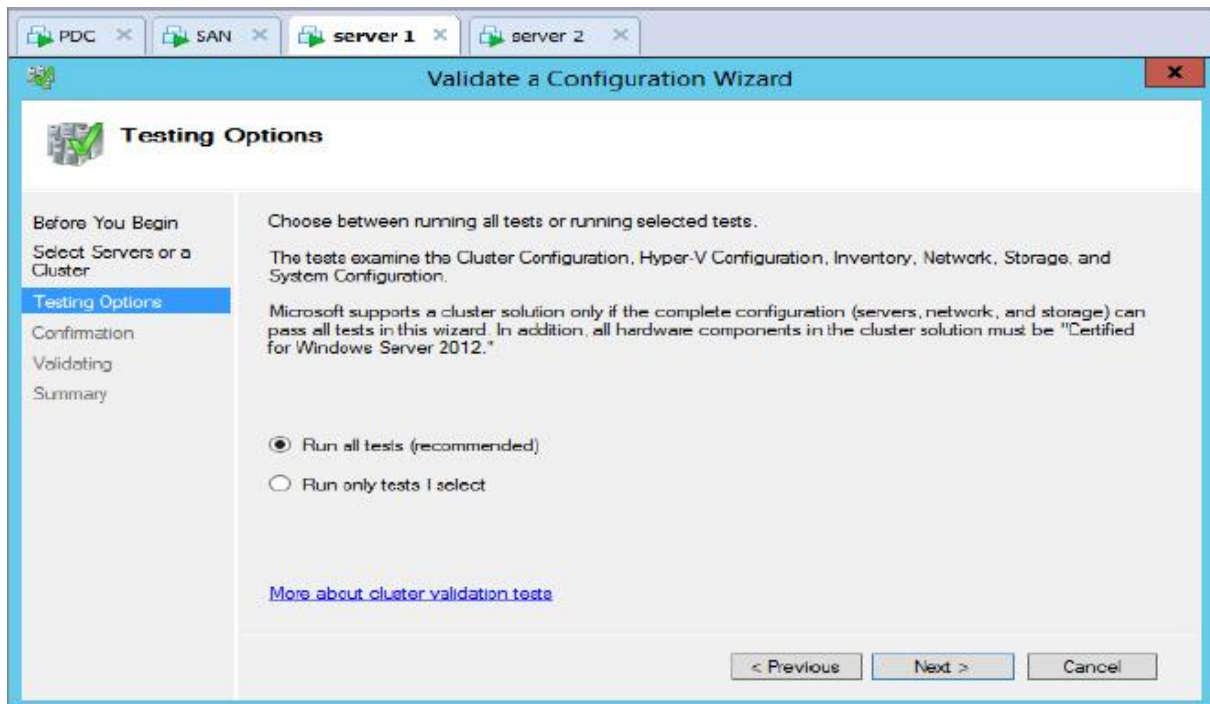 PDC
SAN
server 1
server 2
Validate a Configuration Wizard
Testing Options
Before You Begin
Select Servers or a
Cluster
Testing Options
Confirmation
Validating
Summary
Choose between running all tests or running selected tests.
The tests examine the Cluster Configuration, Hyper-V Configuration, Inventory, Network, Storage, and
System Configuration.
Microsoft supports a cluster solution only if the complete configuration (servers, network, and storage) can
pass all tests in this wizard. In addition, all hardware components in the cluster solution must be "Certified
for Windows Server 2012."
Run all tests (recommended)
Run only tests I select
More about cluster validation tests
< Previous
Next >
Cancel